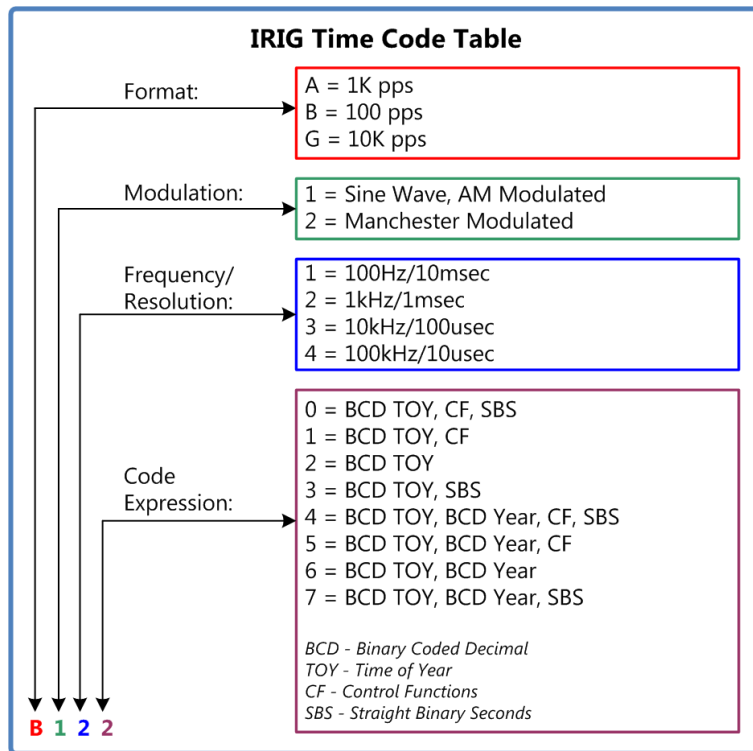 IRIG Time Code Table
Format:
A = 1K pps
B = 100 pps
G = 10K pps
Modulation:
1 = Sine Wave, AM Modulated
2 = Manchester Modulated
Frequency/
Resolution:
1 = 100Hz/10msec
2 = 1kHz/1msec
3 = 10kHz/100usec
4 = 100kHz/10usec
Code
Expression:
0 = BCD TOY, CF, SBS
1 = BCD TOY, CF
2 = BCD TOY
3 = BCD TOY, SBS
4 = BCD TOY, BCD Year, CF, SBS
5 = BCD TOY, BCD Year, CF
6 = BCD TOY, BCD Year
7 = BCD TOY, BCD Year, SBS
BCD - Binary Coded Decimal
TOY - Time of Year
CF - Control Functions
SBS - Straight Binary Seconds
B 1 2 2